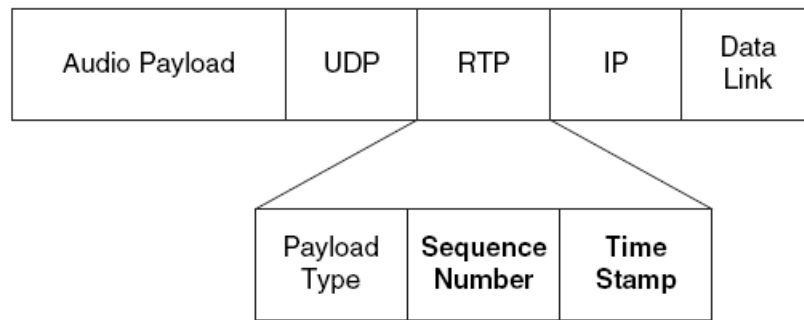 Audio Payload
UDP
RTP
IP
Data
Link
Payload
Type
Sequence
Number
Time
Stamp